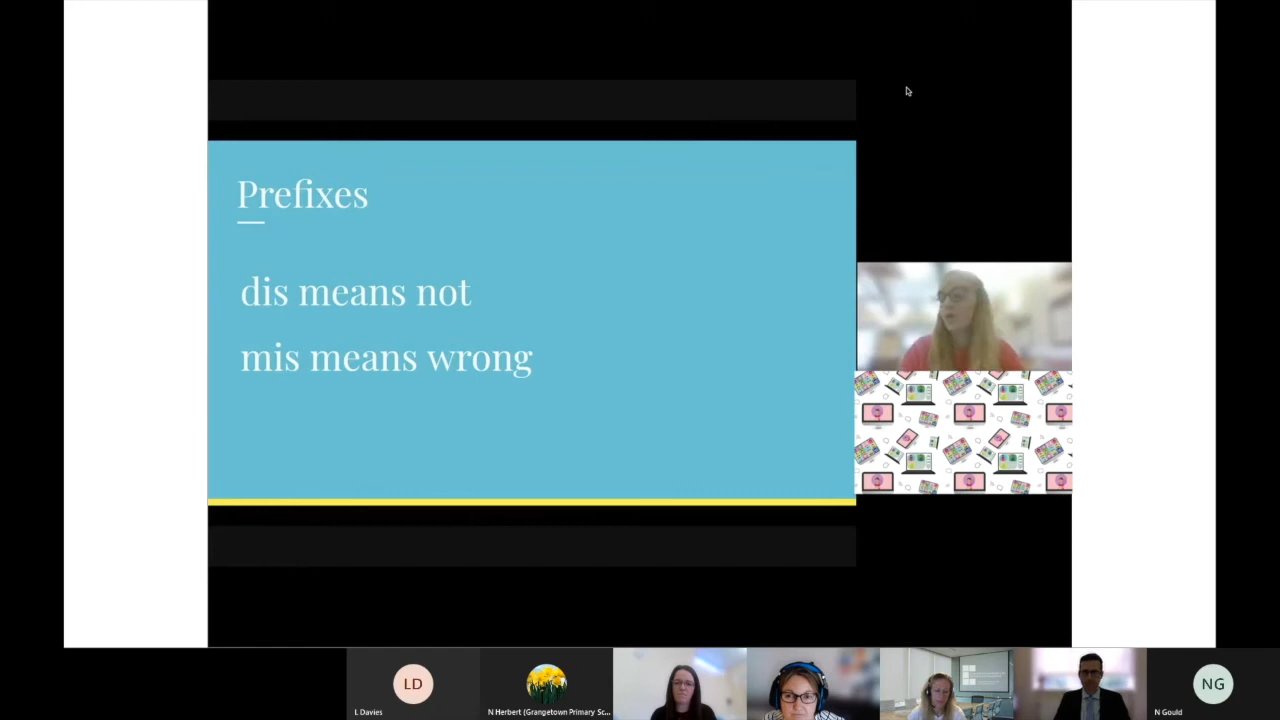 Prefixes
dis means not
mis means wrong
LD
L Davies
N Herbert (Grangetown Primary Sc...
NG
N Gould